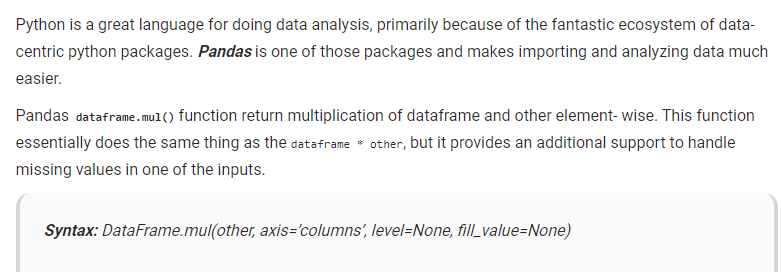 Python is a great language for doing data analysis, primarily because of the fantastic ecosystem of data-
centric python packages. Pandas is one of those packages and makes importing and analyzing data much
easier.
Pandas dataframe.mul() function return multiplication of dataframe and other element- wise. This function
essentially does the same thing as the dataframe * other, but it provides an additional support to handle
missing values in one of the inputs.
Syntax: DataFrame.mul(other, axis=’columns’, level=None, fill_value=None)